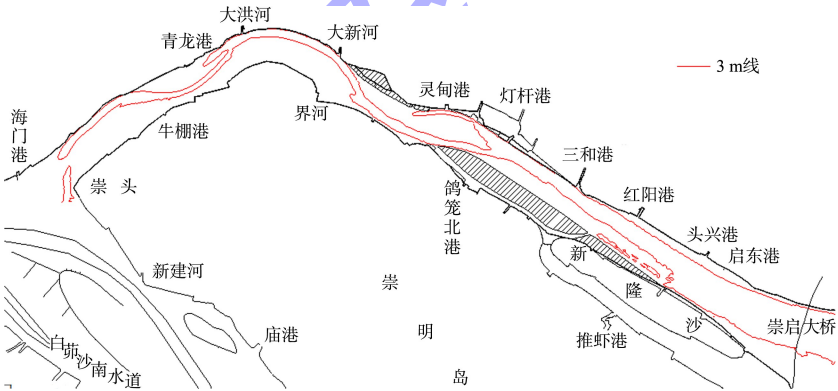 大洪河
青龙港
大新河
3 m线
灵甸港
灯杆港
海门港
界河
牛棚港
三和港
崇头
鸽笼北港
红阳港
头兴港
启东港
新隆沙
新建河
崇明岛
崇启大桥
庙港
推虾港
白茆沙南水道